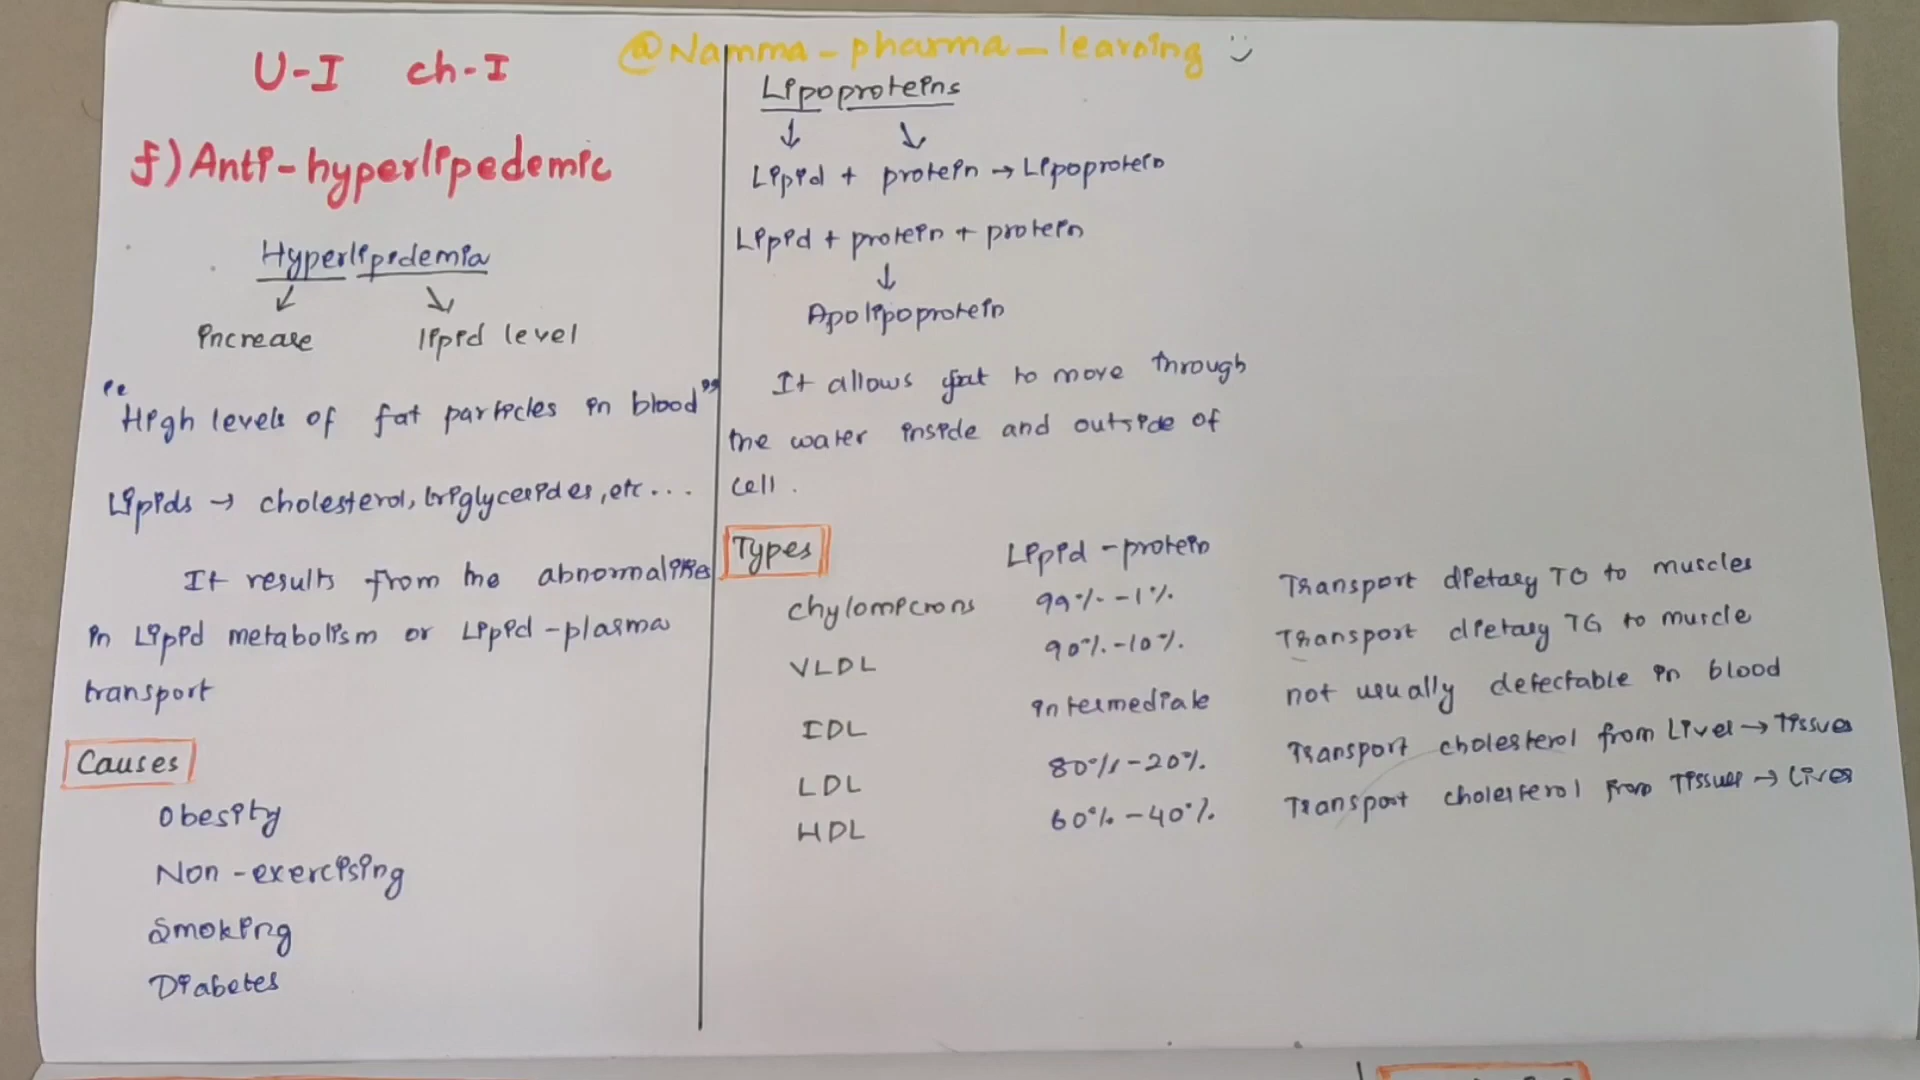 @Namma_pharma_learning
U-I ch-I
f) Anti-hyperlipedemic
Hyperlipidemia
increase lipid level
"High levels of fat particles in blood"
Lipids → cholesterol, triglycerides, etc...
It results from the abnormalities
in Lipid metabolism or Lipid-plasma
transport
Causes
Obesity
Non-exercising
Smoking
Diabetes
Lipoproteins
Lipid + protein → Lipoprotein
Lipid + protein + protein
Apolipoprotein
It allows fat to move through
the water inside and outside of
cell.
Types Lipid-protein
chylomicrons 99%-1% Transport dietary TG to muscles
VLDL 90%-10% Transport dietary TG to muscle
IDL intermediate not usually detectable in blood
LDL 80%-20% Transport cholesterol from Liver → Tissues
HDL 60%-40% Transport cholesterol from Tissues → Liver